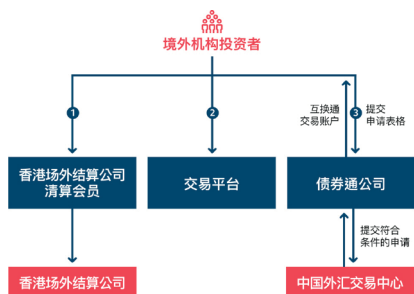 境外机构投资者
1
2
互换通
交易账户
3
提交
申请表格
香港场外结算公司
清算会员
交易平台
债券通公司
提交符合
条件的申请
香港场外结算公司
中国外汇交易中心